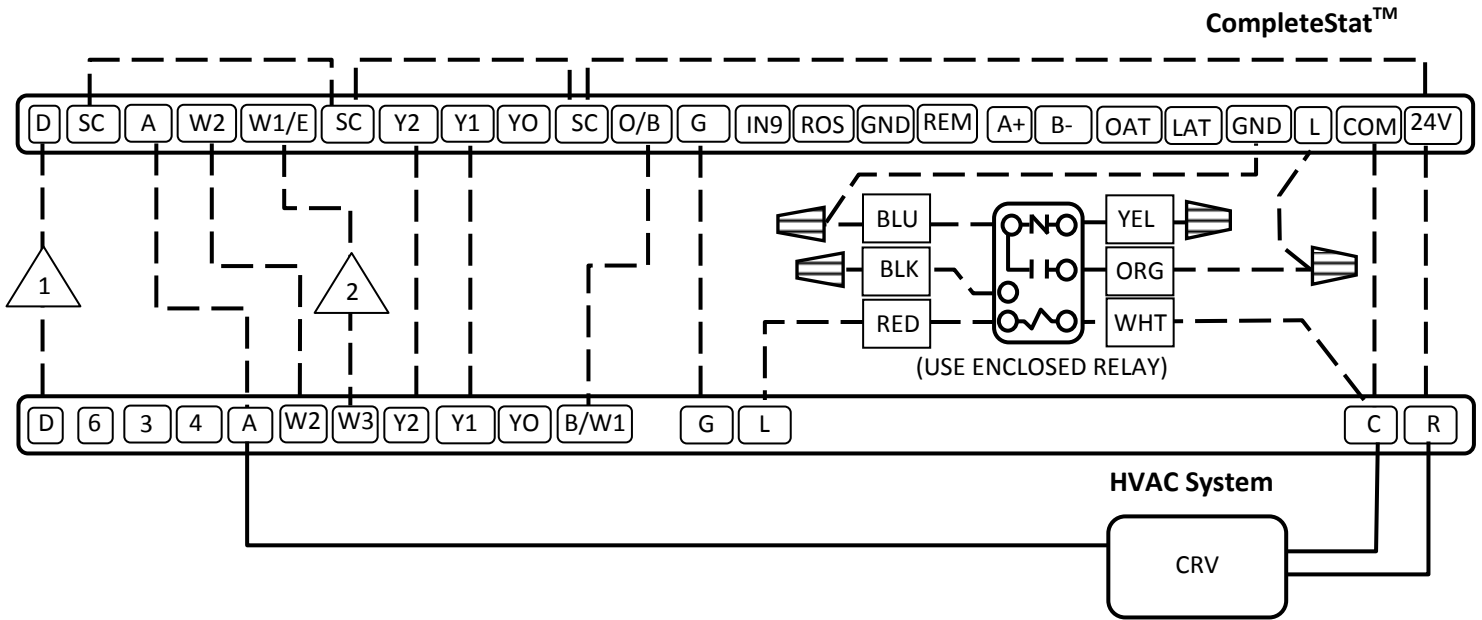 CompleteStat™
D SC A W2 W1/E SC Y2 Y1 YO SC O/B G IN9 ROS GND REM A+ B- OAT LAT GND L COM 24V
BLU YEL
1 2 BLK ORG
RED WHT
(USE ENCLOSED RELAY)
D 6 3 4 A W2 W3 Y2 Y1 YO B/W1 G L C R
HVAC System
CRV